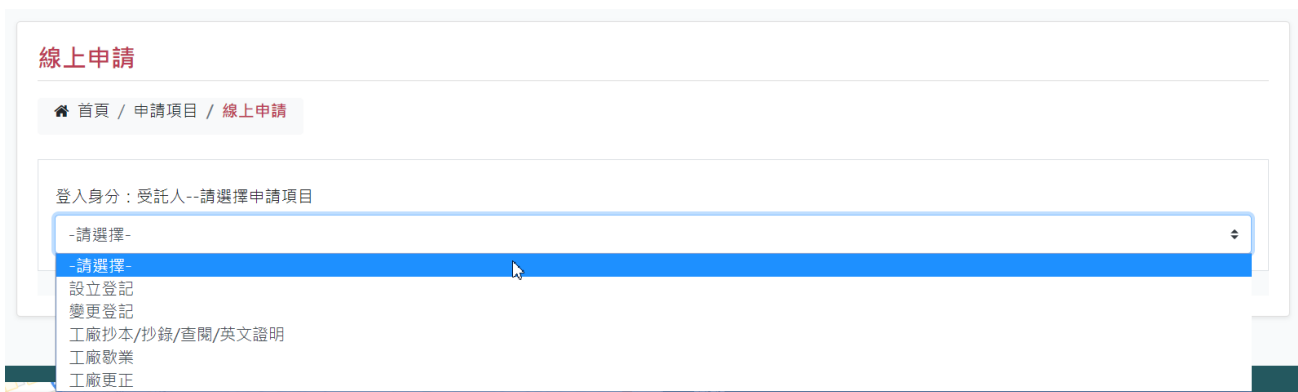 線上申請
首頁 / 申請項目 / 線上申請
登入身分：受託人--請選擇申請項目
-請選擇-
-請選擇-
設立登記
變更登記
工廠抄本/抄錄/查閱/英文證明
工廠歇業
工廠更正